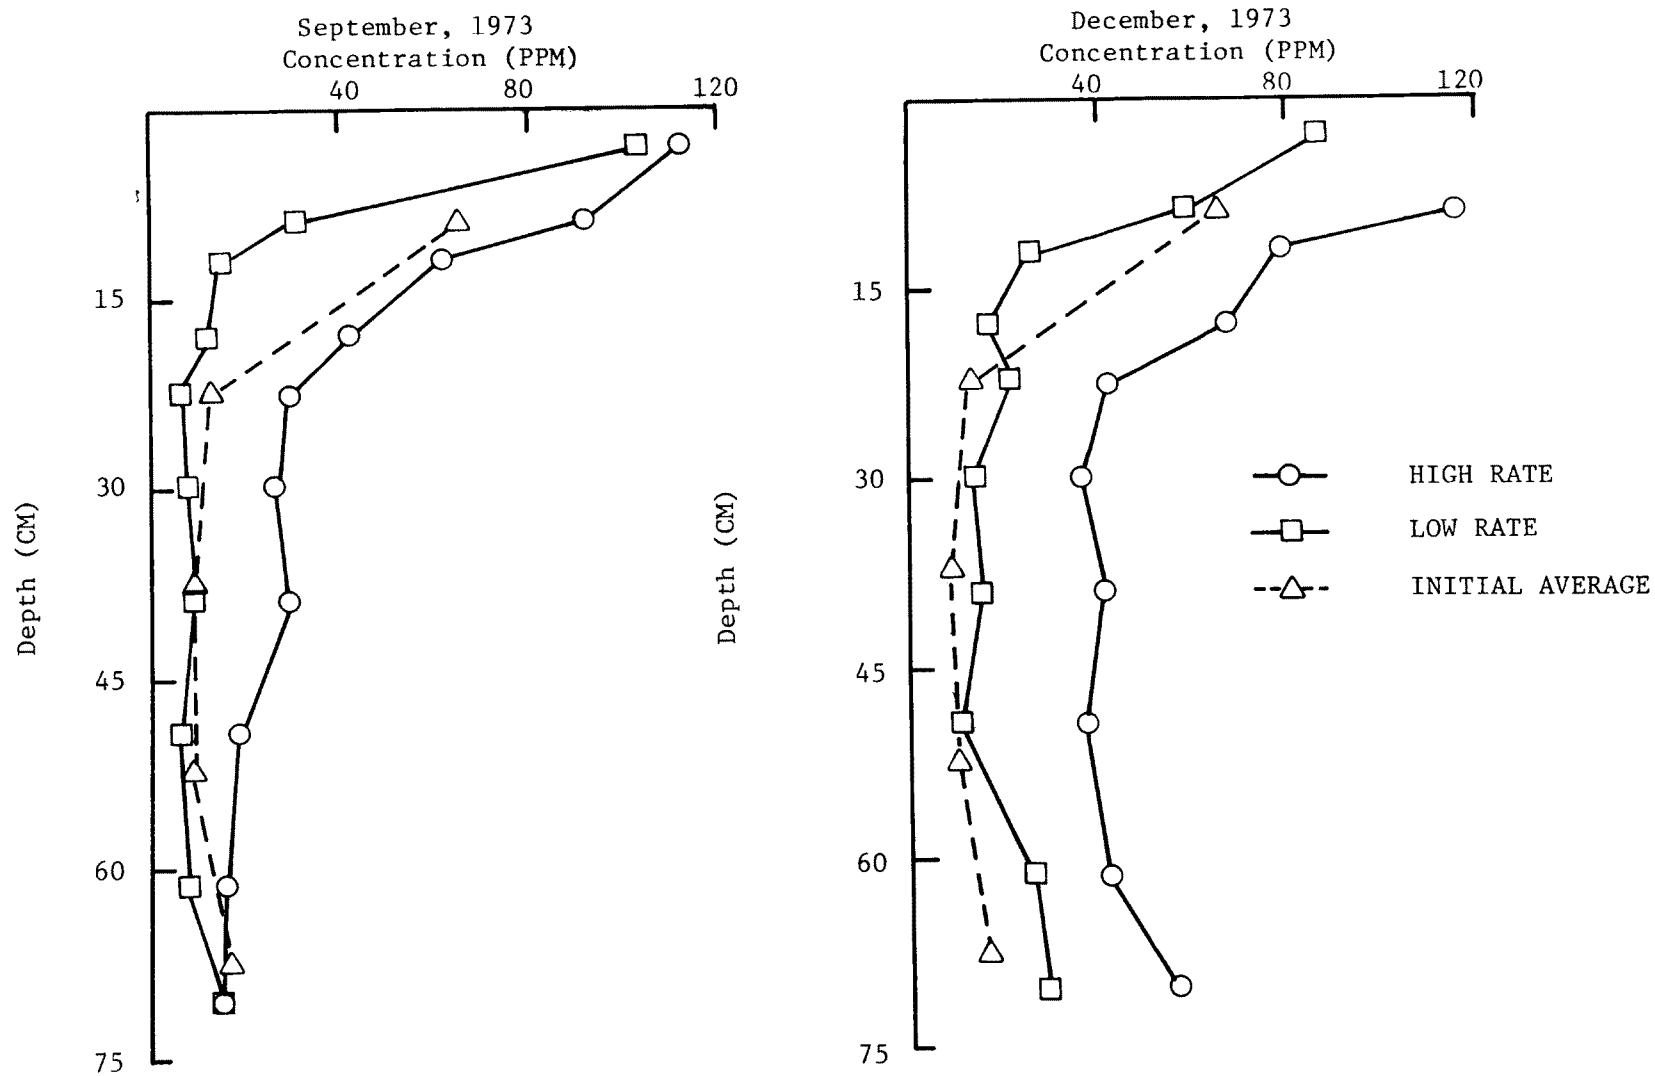 September, 1973
Concentration (PPM)
40 80 120
15
30
45
60
75
Depth (CM)
December, 1973
Concentration (PPM)
40 80 120
15
30
45
60
75
Depth (CM)
HIGH RATE
LOW RATE
INITIAL AVERAGE